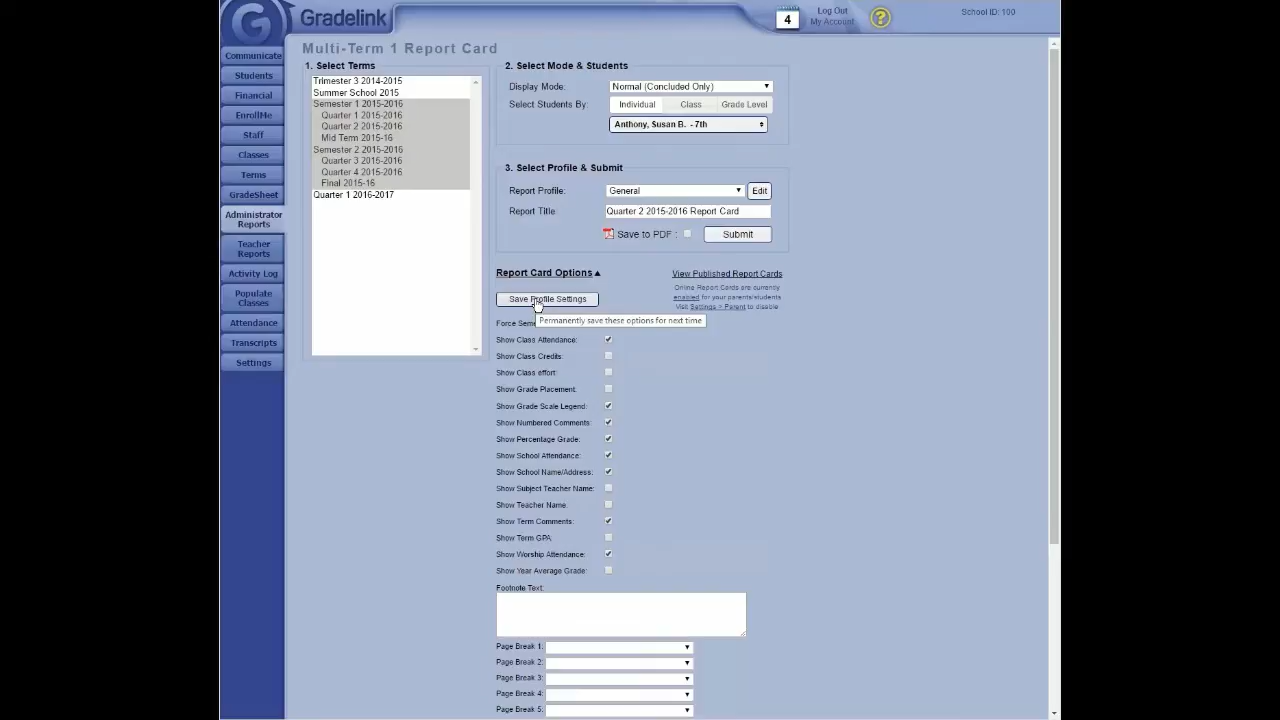 Gradelink
4
Log Out
My Account
?
School ID: 100
Communicate
Students
Financial
EnrollMe
Staff
Classes
Terms
GradeSheet
Administrator
Reports
Teacher
Reports
Activity Log
Populate
Classes
Attendance
Transcripts
Settings
Multi-Term 1 Report Card
1. Select Terms
Trimester 3 2014-2015
Summer School 2015
Semester 1 2015-2016
Quarter 1 2015-2016
Quarter 2 2015-2016
Mid Term 2015-16
Semester 2 2015-2016
Quarter 3 2015-2016
Quarter 4 2015-2016
Final 2015-16
Quarter 1 2016-2017
2. Select Mode & Students
Display Mode: Normal (Concluded Only)
Select Students By: Individual Class Grade Level
Anthony, Susan B. - 7th
3. Select Profile & Submit
Report Profile: General Edit
Report Title: Quarter 2 2015-2016 Report Card
Save to PDF : Submit
Report Card Options
View Published Report Cards
Online Report Cards are currently
enabled for your parents/students
Visit Settings > Parent to disable
Save Profile Settings
Permanently save these options for next time
Force Seme
Show Class Attendance:
Show Class Credits:
Show Class effort:
Show Grade Placement:
Show Grade Scale Legend:
Show Numbered Comments:
Show Percentage Grade:
Show School Attendance:
Show School Name/Address:
Show Subject Teacher Name:
Show Teacher Name:
Show Term Comments:
Show Term GPA:
Show Worship Attendance:
Show Year Average Grade:
Footnote Text:
Page Break 1:
Page Break 2:
Page Break 3:
Page Break 4:
Page Break 5: